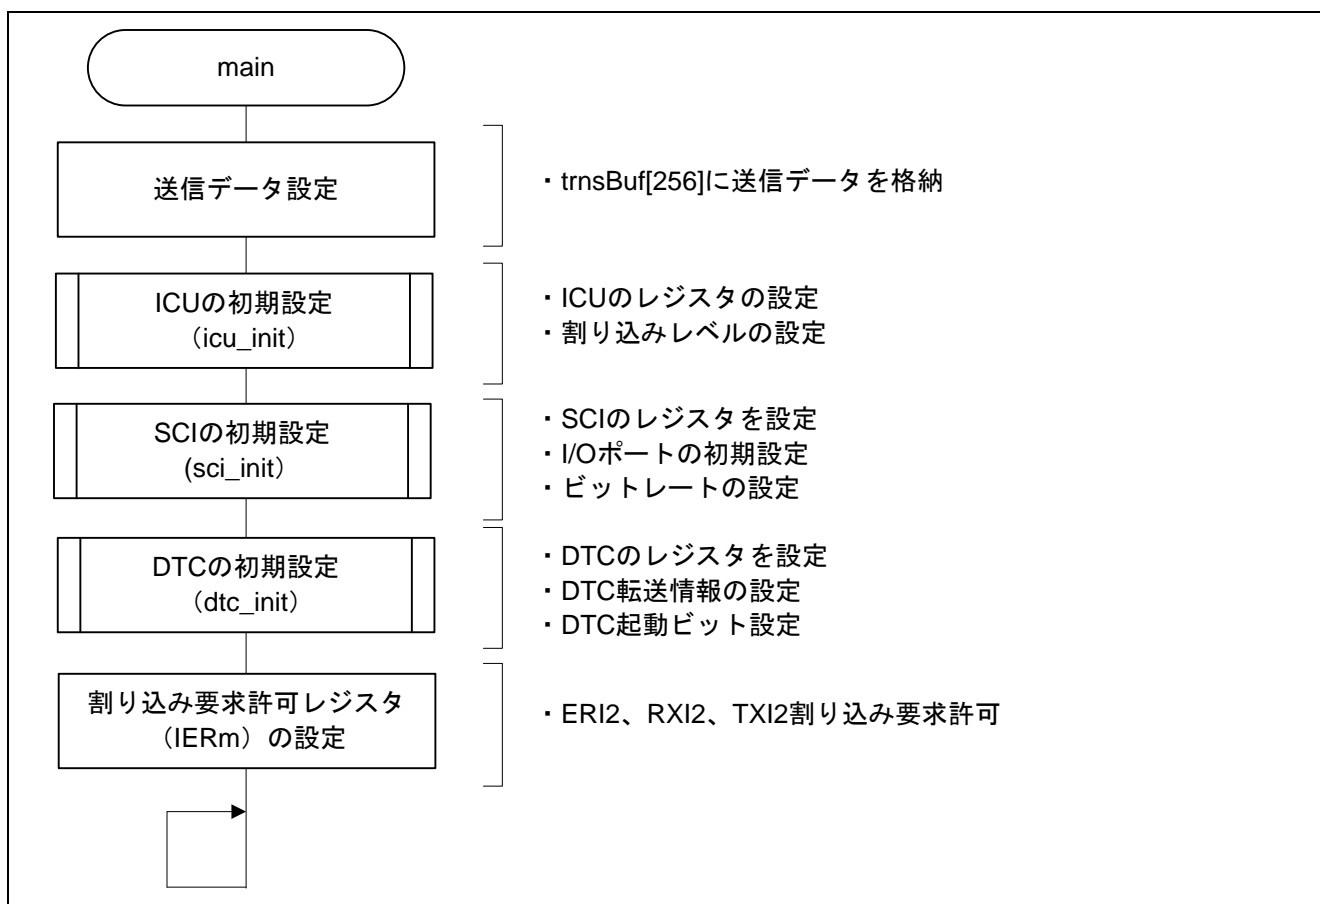 main
送信データ設定
・trnsBuf[256]に送信データを格納
ICUの初期設定
（icu_init）
・ICUのレジスタの設定
・割り込みレベルの設定
SCIの初期設定
(sci_init）
・SCIのレジスタを設定
・I/Oポートの初期設定
・ビットレートの設定
DTCの初期設定
（dtc_init）
・DTCのレジスタを設定
・DTC転送情報の設定
・DTC起動ビット設定
割り込み要求許可レジスタ
（IERm）の設定
・ERI2、RXI2、TXI2割り込み要求許可